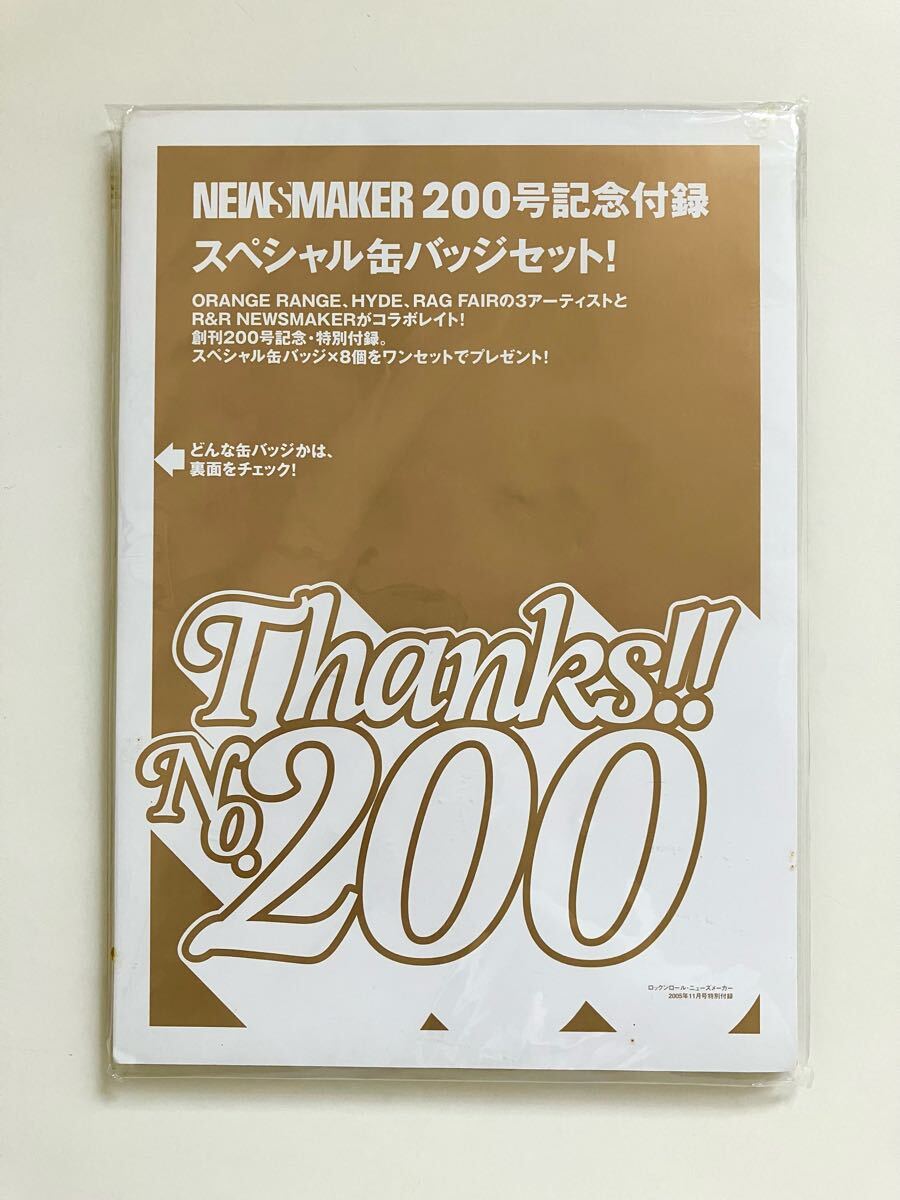 NEWSMAKER 200号記念付録
スペシャル缶バッジセット!
ORANGE RANGE、HYDE、RAG FAIRの3アーティストと
R&R NEWSMAKERがコラボレイト!
創刊200号記念・特別付録。
スペシャル缶バッジ×8個をワンセットでプレゼント!
どんな缶バッジかは、
裏面をチェック!
Thanks!!
No.200
ロックンロール・ニューズメーカー
2005年11月号特別付録